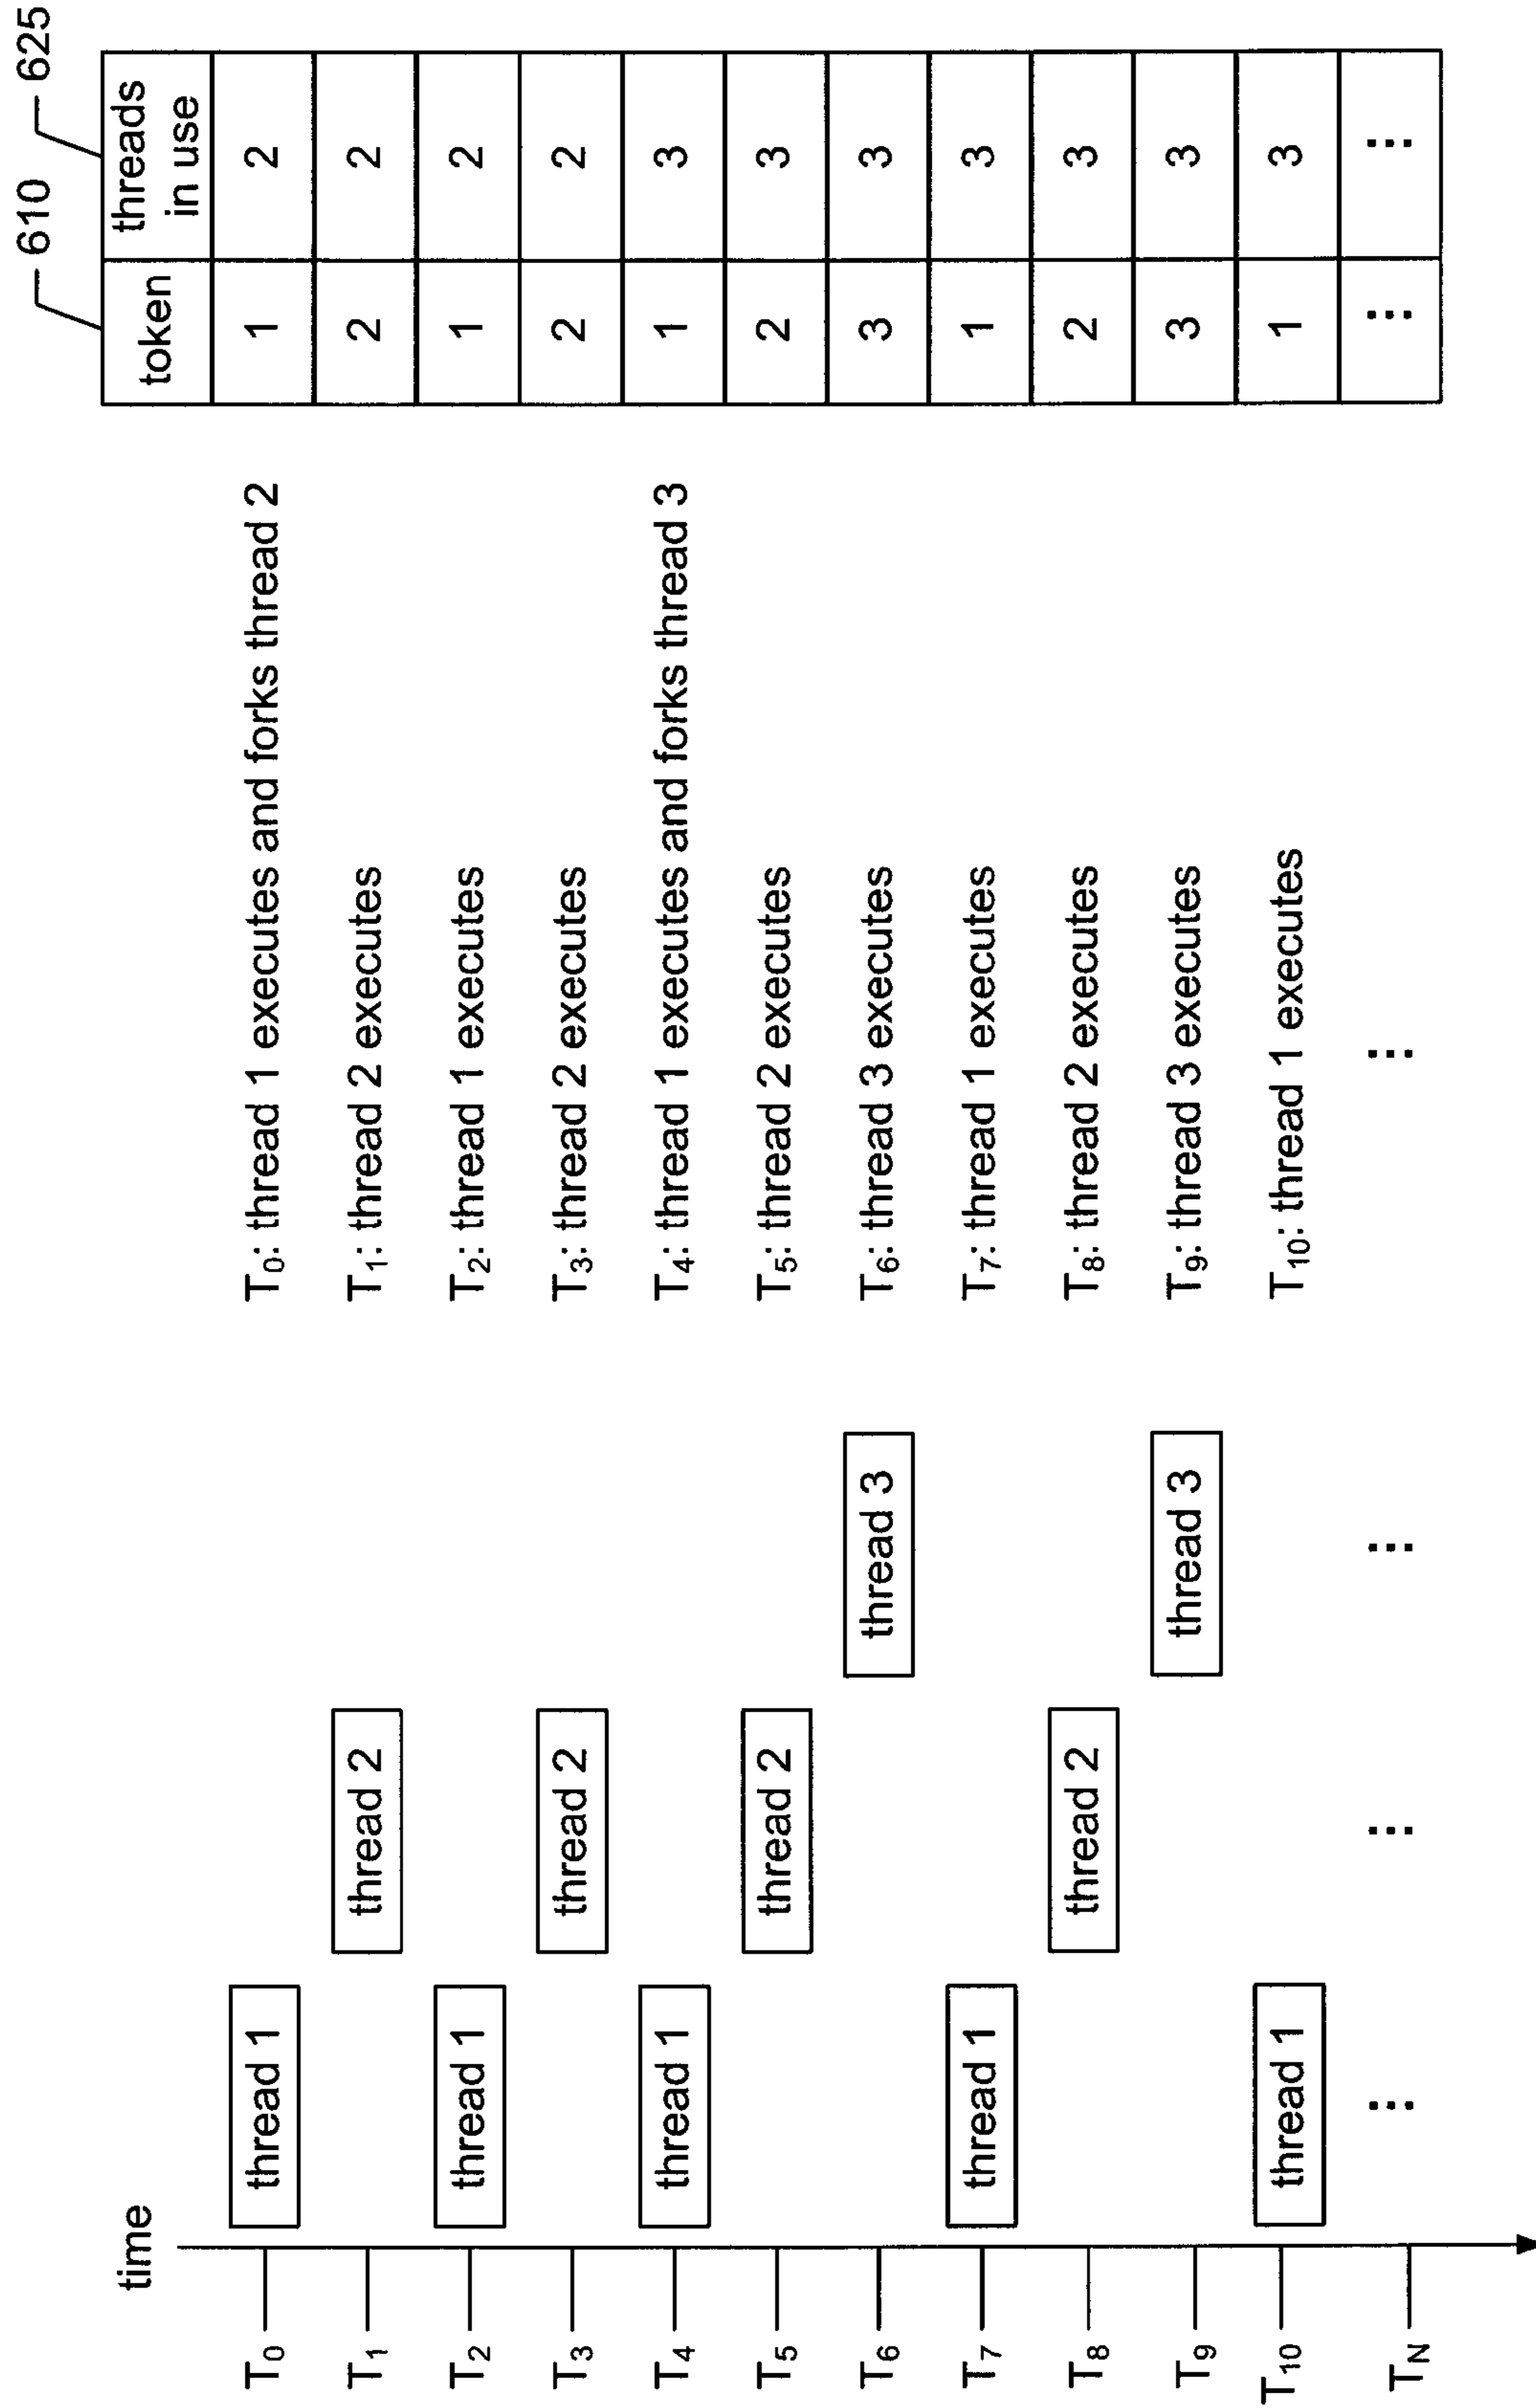 time
T0
T1
T2
T3
T4
T5
T6
T7
T8
T9
T10
TN
thread 1
thread 2
thread 1
thread 2
thread 1
thread 2
thread 3
thread 1
thread 2
thread 3
thread 1
⋮ ⋮ ⋮
T0: thread 1 executes and forks thread 2
T1: thread 2 executes
T2: thread 1 executes
T3: thread 2 executes
T4: thread 1 executes and forks thread 3
T5: thread 2 executes
T6: thread 3 executes
T7: thread 1 executes
T8: thread 2 executes
T9: thread 3 executes
T10: thread 1 executes
⋮
610 625
token threads in use
1 2
2 2
1 2
2 2
1 3
2 3
3 3
1 3
2 3
3 3
1 3
⋮ ⋮